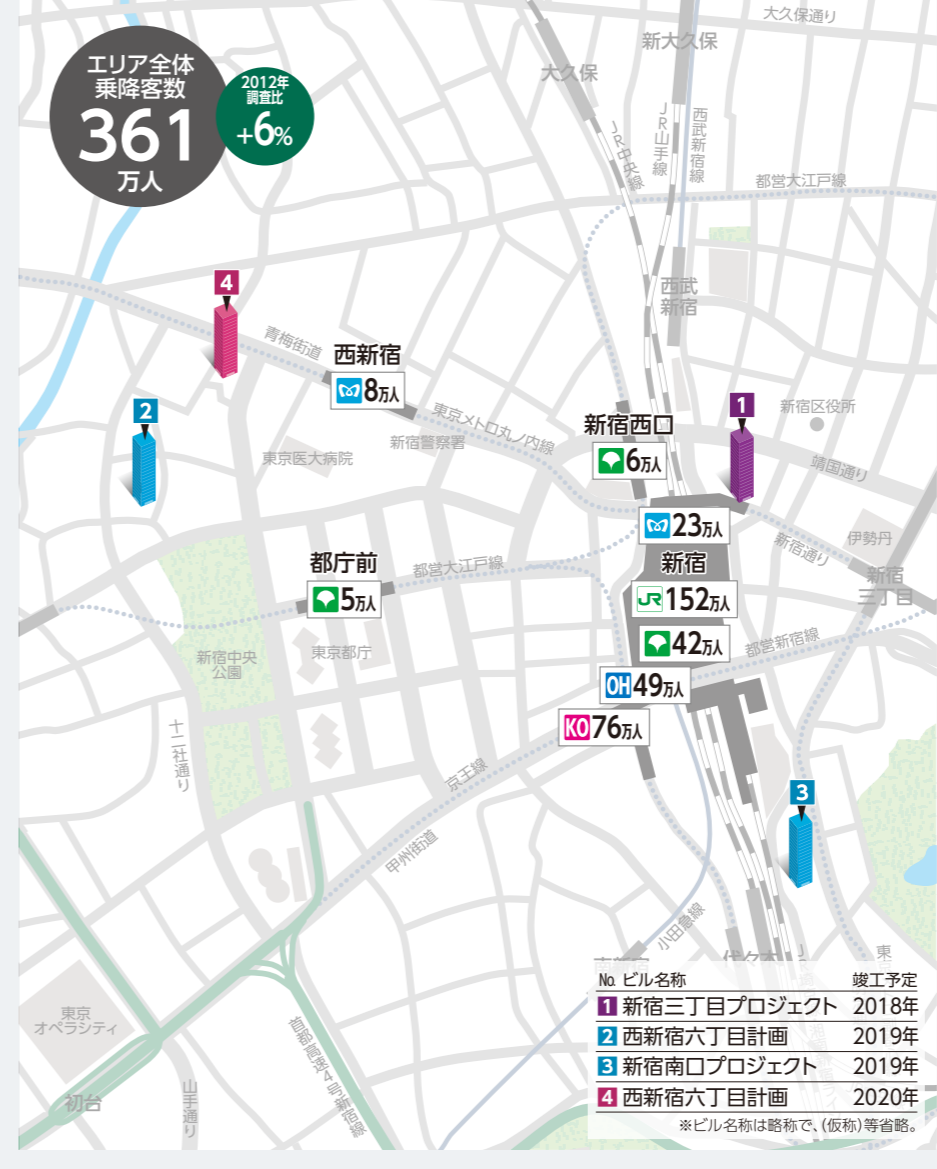 エリア全体
乗降客数
361
万人
2012年
調査比
+6%
大久保通り
新大久保
大久保
JR中央線
JR山手線
西武新宿線
都営大江戸線
西武
新宿
4
青梅街道
西新宿
8万人
2
東京メトロ丸ノ内線
新宿警察署
東京医大病院
新宿西口
6万人
1
新宿区役所
靖国通り
23万人
新宿
JR 152万人
42万人
OH 49万人
KO 76万人
新宿通り
伊勢丹
新宿
三丁目
都営新宿線
都庁前
5万人
都営大江戸線
東京都庁
新宿中央
公園
十二社通り
京王線
甲州街道
3
小田急線
南新宿
代々木
東
東京
オペラシティ
初台
山手通り
首都高速4号新宿線
No. ビル名称 竣工予定
1 新宿三丁目プロジェクト 2018年
2 西新宿六丁目計画 2019年
3 新宿南口プロジェクト 2019年
4 西新宿六丁目計画 2020年
※ビル名称は略称で、(仮称)等省略。